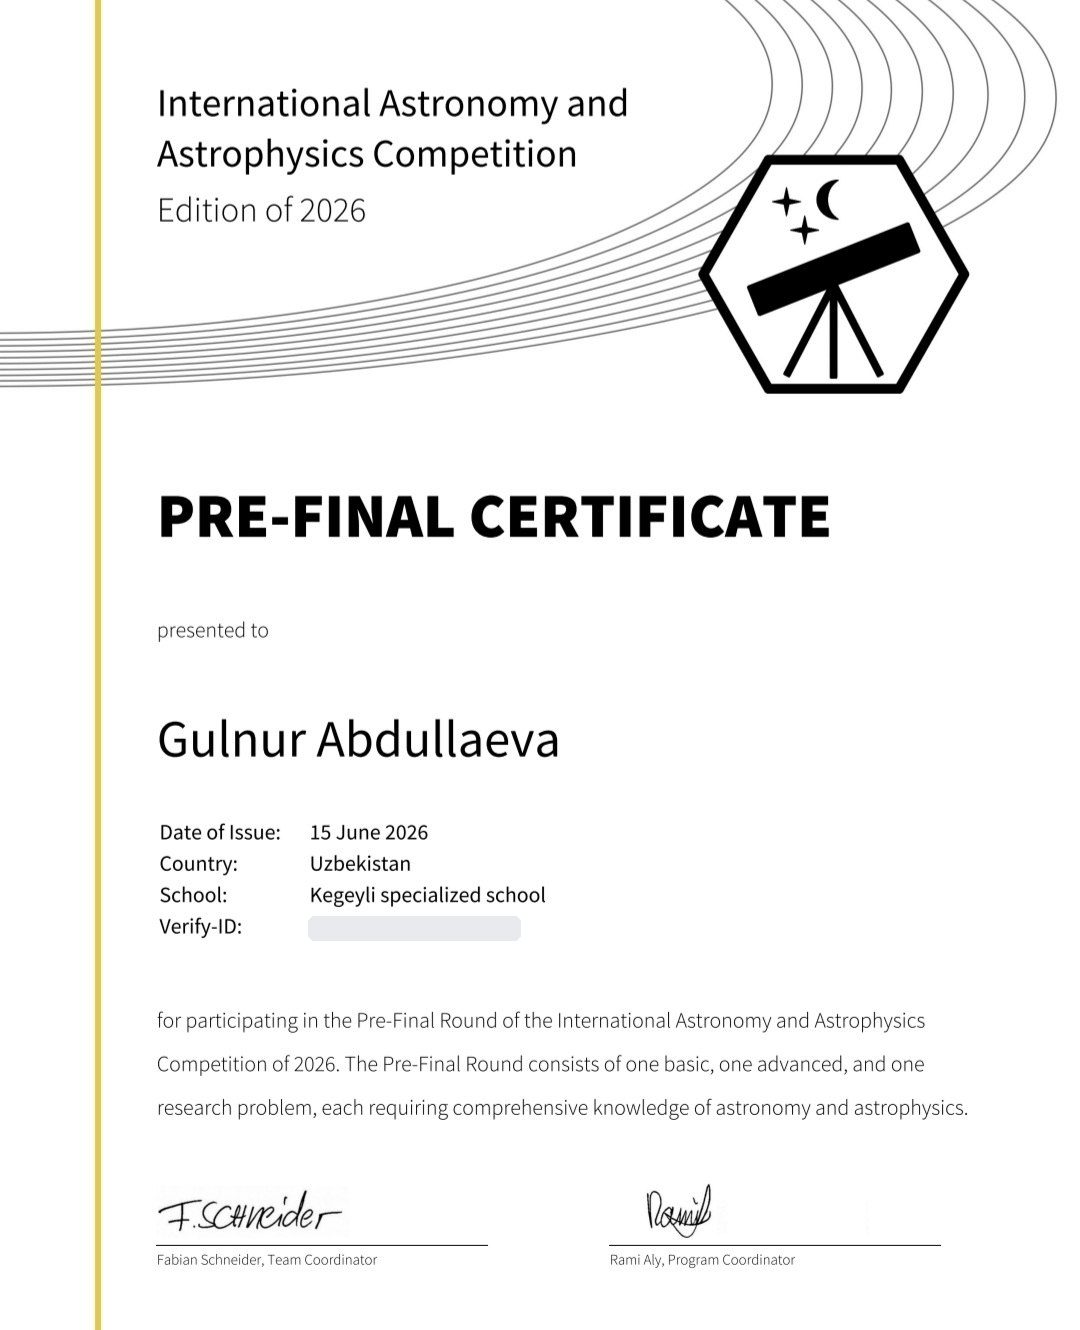 International Astronomy and
Astrophysics Competition
Edition of 2026
PRE-FINAL CERTIFICATE
presented to
Gulnur Abdullaeva
Date of Issue: 15 June 2026
Country: Uzbekistan
School: Kegeyli specialized school
Verify-ID:
for participating in the Pre-Final Round of the International Astronomy and Astrophysics
Competition of 2026. The Pre-Final Round consists of one basic, one advanced, and one
research problem, each requiring comprehensive knowledge of astronomy and astrophysics.
F. SCHNEIDER Rami
Fabian Schneider, Team Coordinator Rami Aly, Program Coordinator